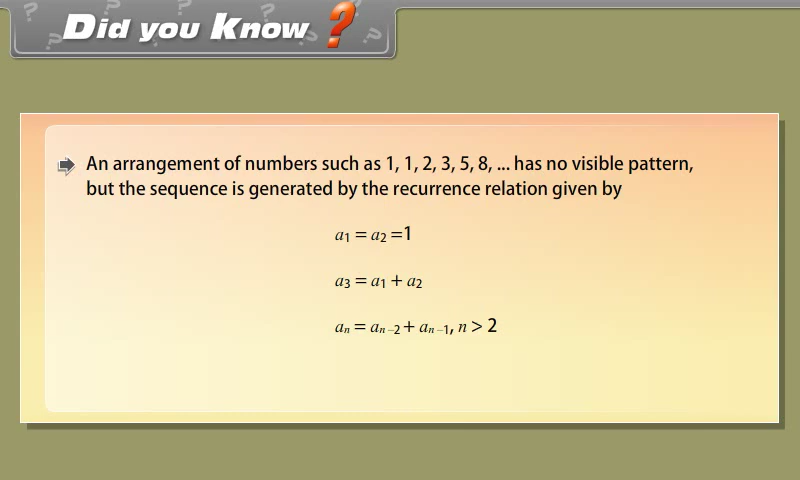 Did you Know ?
An arrangement of numbers such as 1, 1, 2, 3, 5, 8, ... has no visible pattern,
but the sequence is generated by the recurrence relation given by
a₁ = a₂ =1
a₃ = a₁ + a₂
aₙ = aₙ₋₂ + aₙ₋₁, n > 2